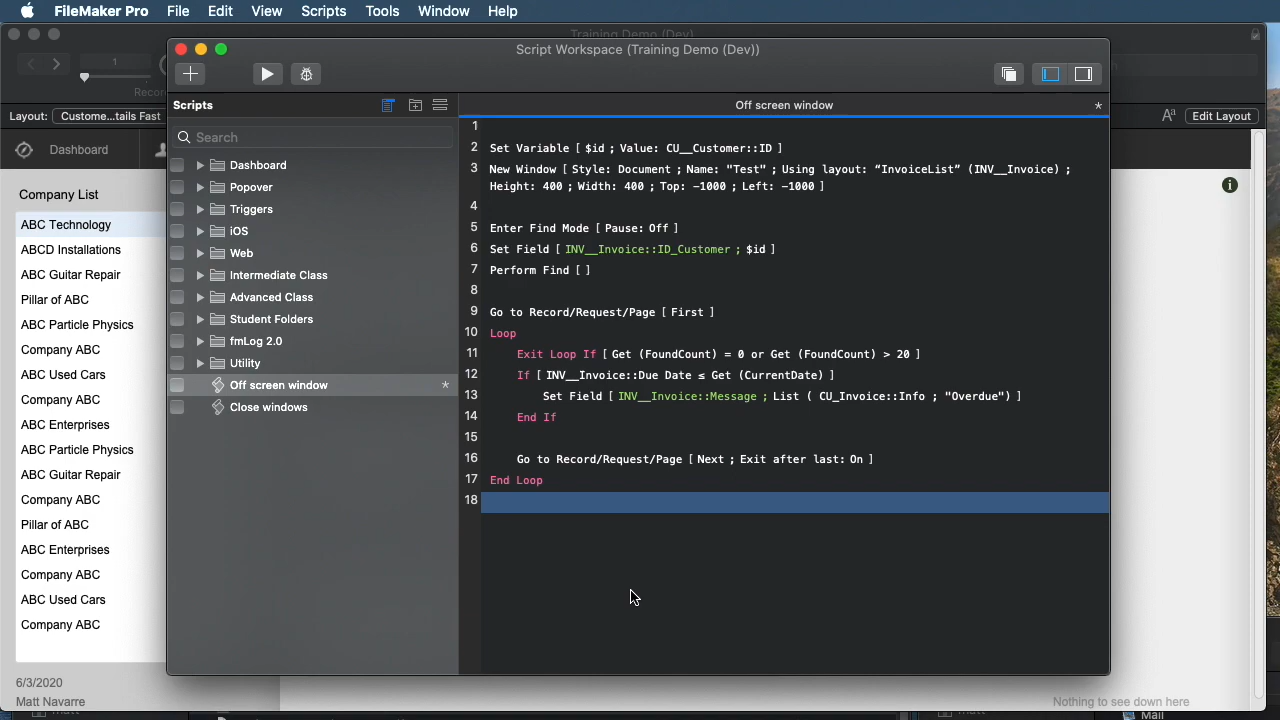 FileMaker Pro File Edit View Scripts Tools Window Help
Training Demo (Dev)
Script Workspace (Training Demo (Dev))
1
Layout: Custome...tails Fast
Edit Layout
Dashboard
Scripts
Search
Dashboard
Popover
Triggers
iOS
Web
Intermediate Class
Advanced Class
Student Folders
fmLog 2.0
Utility
Off screen window *
Close windows
Off screen window *
1
2 Set Variable [ $id ; Value: CU__Customer::ID ]
3 New Window [ Style: Document ; Name: "Test" ; Using layout: “InvoiceList” (INV__Invoice) ;
Height: 400 ; Width: 400 ; Top: -1000 ; Left: -1000 ]
4
5 Enter Find Mode [ Pause: Off ]
6 Set Field [ INV__Invoice::ID_Customer ; $id ]
7 Perform Find [ ]
8
9 Go to Record/Request/Page [ First ]
10 Loop
11 Exit Loop If [ Get (FoundCount) = 0 or Get (FoundCount) > 20 ]
12 If [ INV__Invoice::Due Date ≤ Get (CurrentDate) ]
13 Set Field [ INV__Invoice::Message ; List ( CU_Invoice::Info ; "Overdue") ]
14 End If
15
16 Go to Record/Request/Page [ Next ; Exit after last: On ]
17 End Loop
18
Company List
ABC Technology
ABCD Installations
ABC Guitar Repair
Pillar of ABC
ABC Particle Physics
Company ABC
ABC Used Cars
Company ABC
ABC Enterprises
ABC Particle Physics
ABC Guitar Repair
Company ABC
Pillar of ABC
ABC Enterprises
Company ABC
ABC Used Cars
Company ABC
6/3/2020
Matt Navarre
Nothing to see down here
Mail